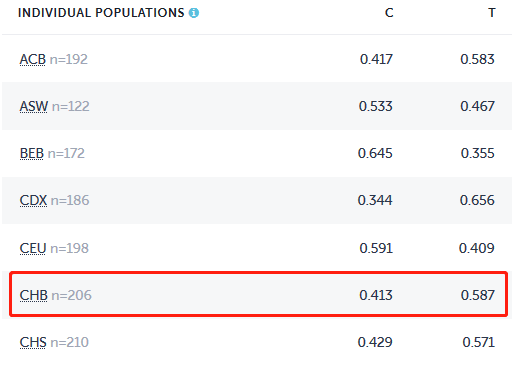 INDIVIDUAL POPULATIONS C T
ACB n=192 0.417 0.583
ASW n=122 0.533 0.467
BEB n=172 0.645 0.355
CDX n=186 0.344 0.656
CEU n=198 0.591 0.409
CHB n=206 0.413 0.587
CHS n=210 0.429 0.571